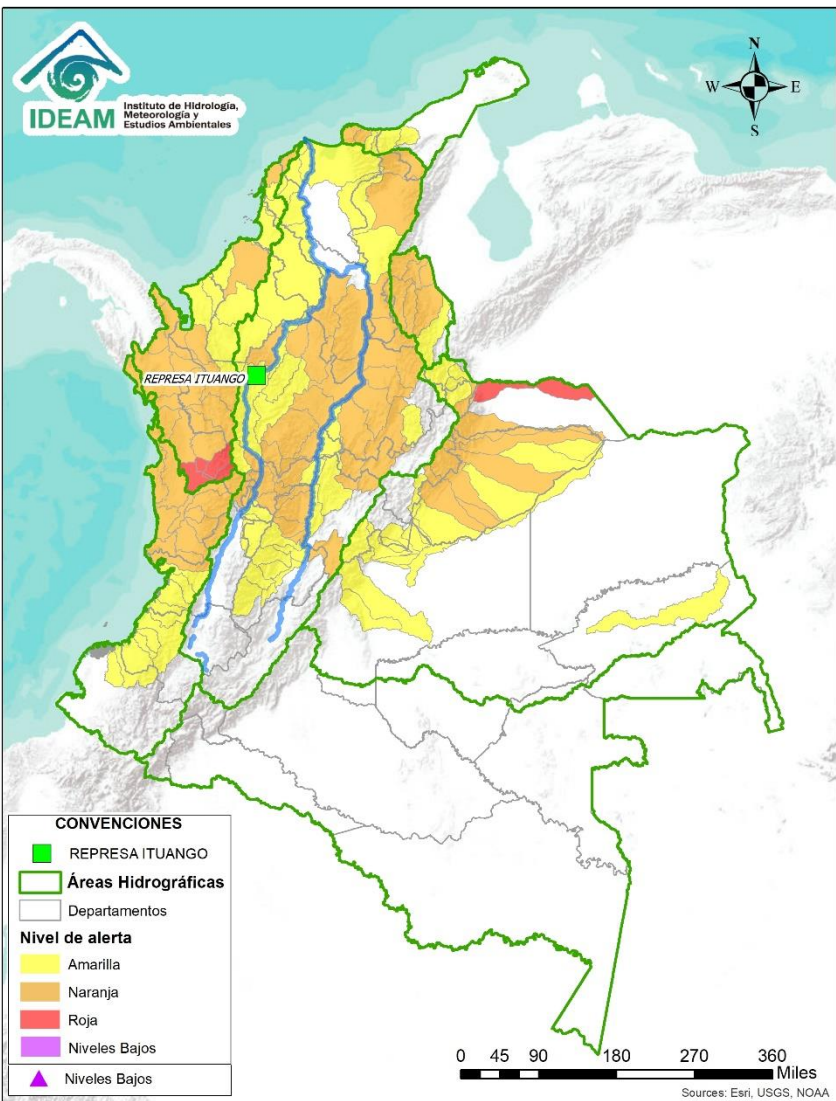 IDEAM
Instituto de Hidrología,
Meteorología y
Estudios Ambientales
N
W
E
S
REPRESA ITUANGO
CONVENCIONES
REPRESA ITUANGO
Áreas Hidrográficas
Departamentos
Nivel de alerta
Amarilla
Naranja
Roja
Niveles Bajos
Niveles Bajos
0 45 90 180 270 360
Miles
Sources: Esri, USGS, NOAA